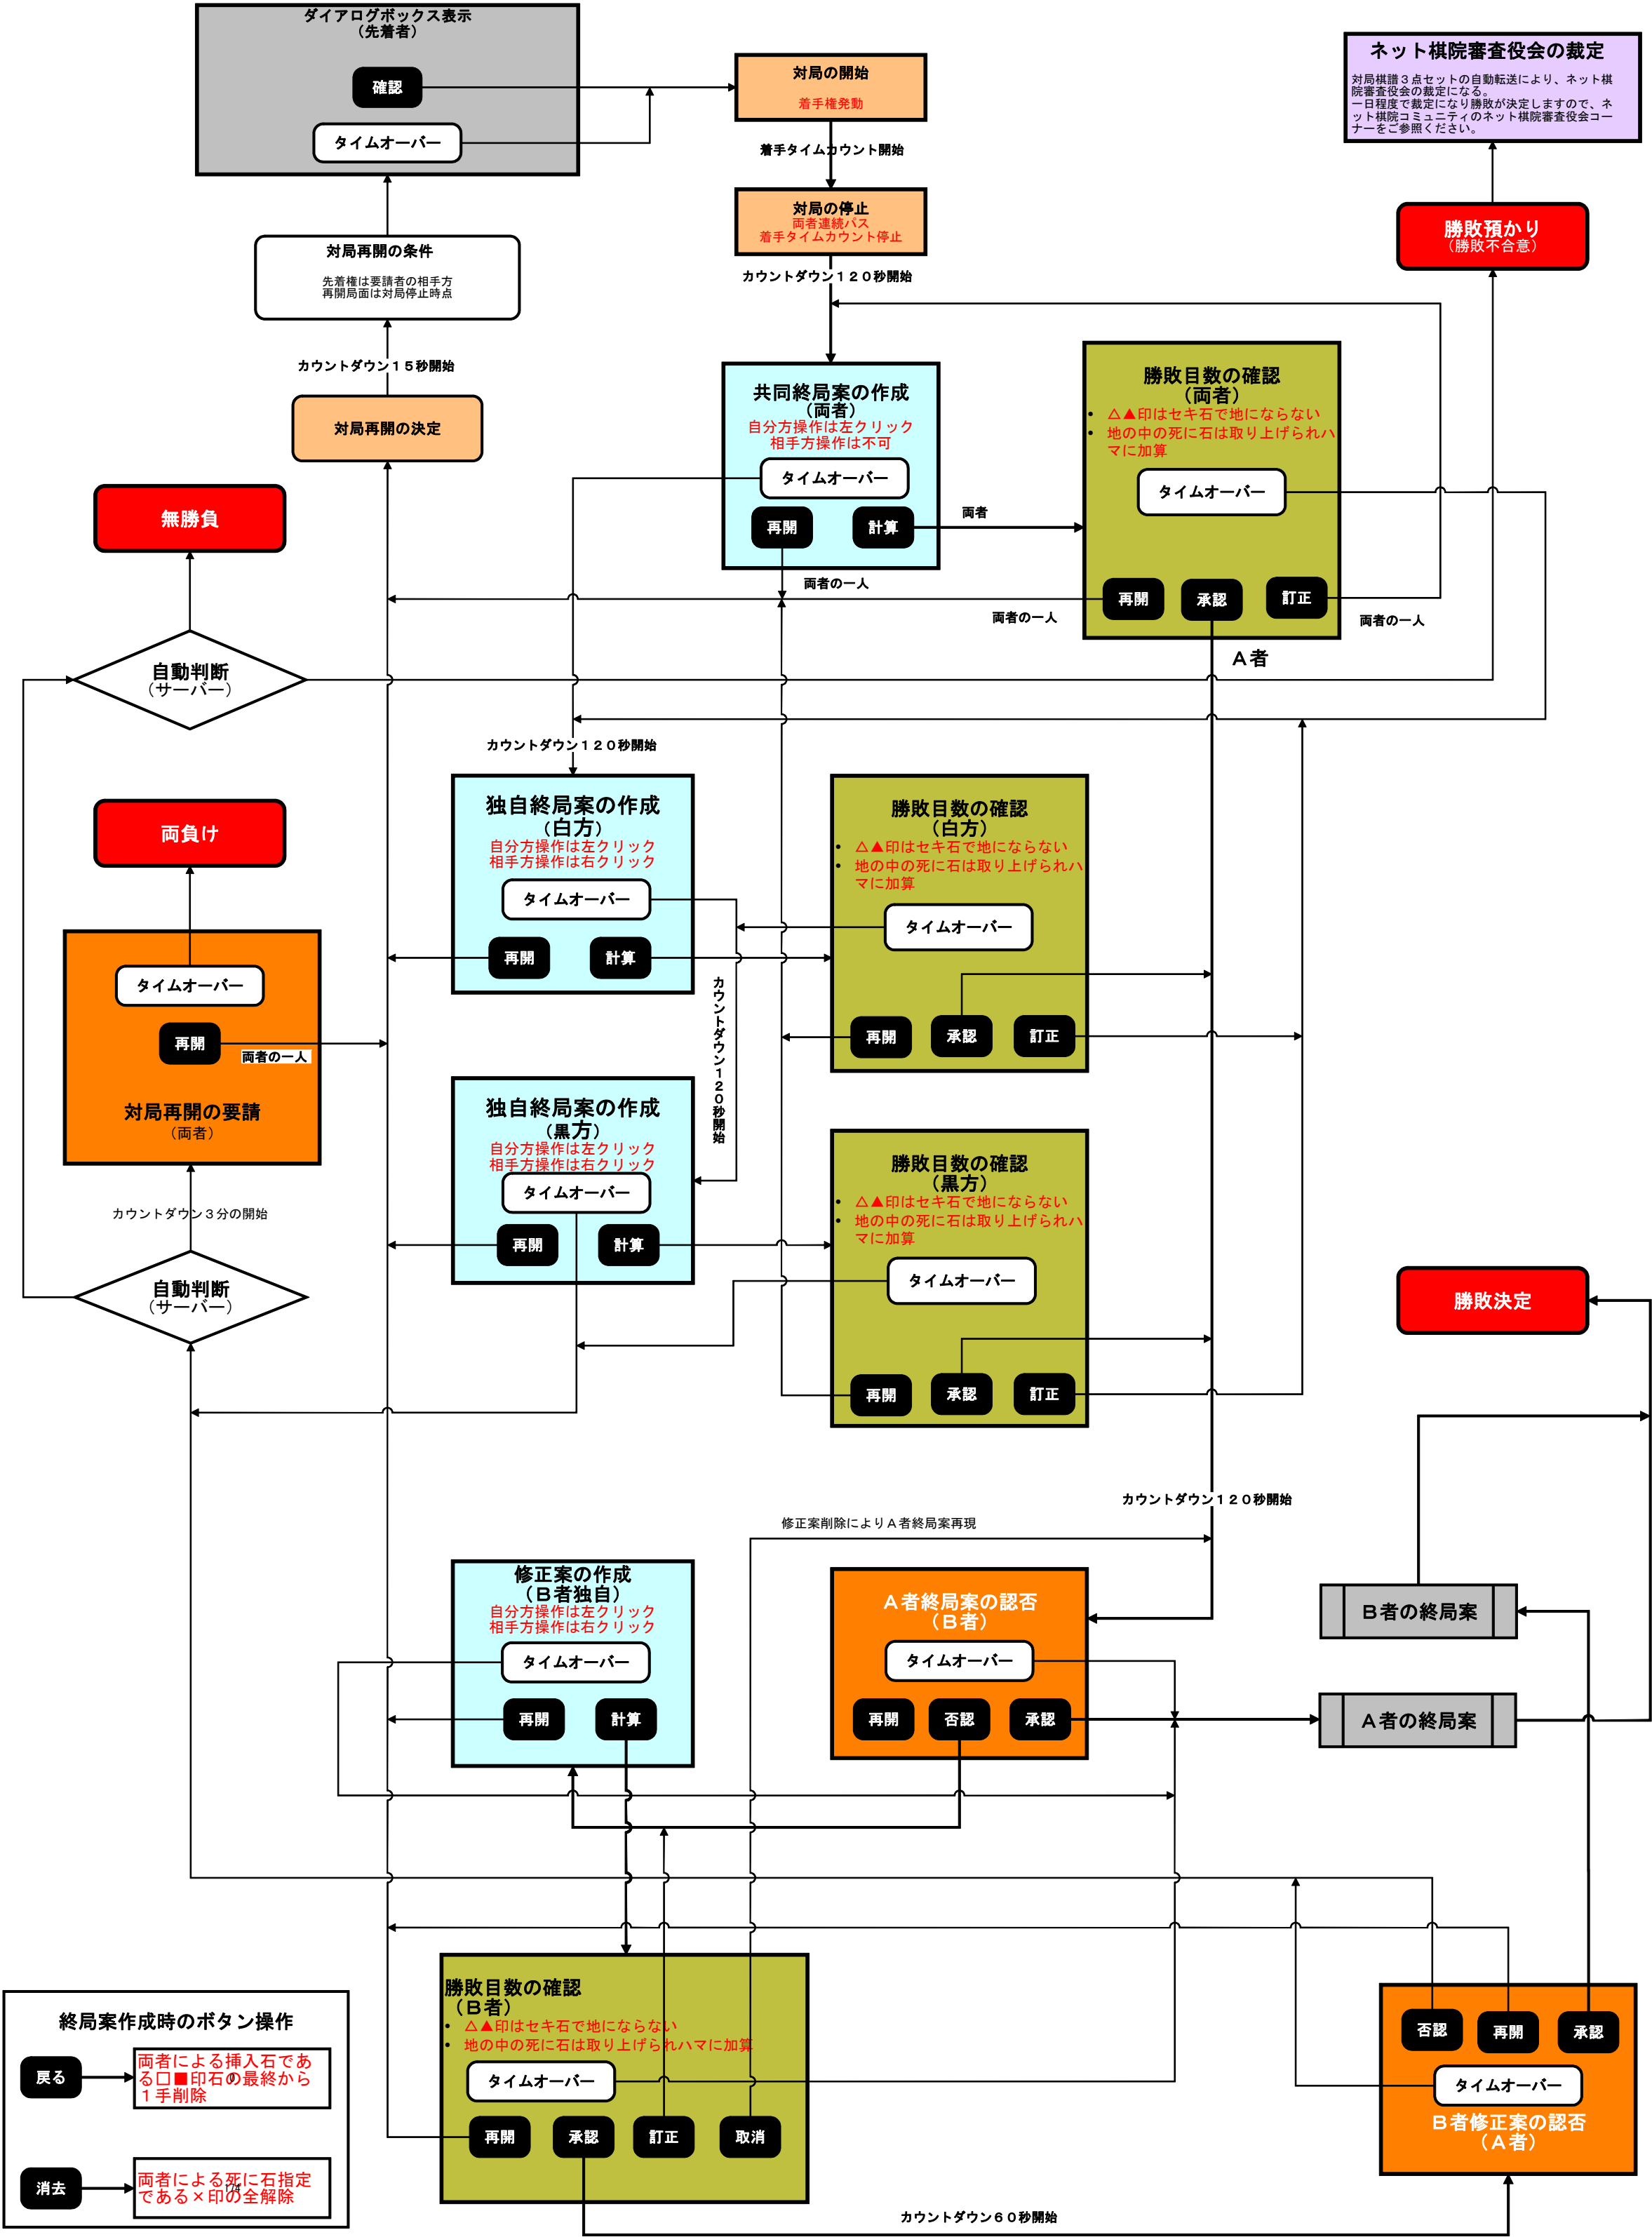 ダイアログボックス表示
（先着者）
確認
タイムオーバー
対局の開始
着手権発動
着手タイムカウント開始
対局の停止
両者連続パス
着手タイムカウント停止
カウントダウン１２０秒開始
ネット棋院審査役会の裁定
対局棋譜３点セットの自動転送により、ネット棋
院審査役会の裁定になる。
一日程度で裁定になり勝敗が決定しますので、ネ
ット棋院コミュニティのネット棋院審査役会コー
ナーをご参照ください。
勝敗預かり
（勝敗不合意）
対局再開の条件
先着権は要請者の相手方
再開局面は対局停止時点
カウントダウン１５秒開始
対局再開の決定
共同終局案の作成
（両者）
自分方操作は左クリック
相手方操作は不可
タイムオーバー
再開
計算
両者
両者の一人
勝敗目数の確認
（両者）
• △▲印はセキ石で地にならない
• 地の中の死に石は取り上げられハ
マに加算
タイムオーバー
再開
承認
訂正
両者の一人
両者の一人
Ａ者
無勝負
自動判断
（サーバー）
カウントダウン１２０秒開始
独自終局案の作成
（白方）
自分方操作は左クリック
相手方操作は右クリック
タイムオーバー
再開
計算
カウントダウン１２０秒開始
勝敗目数の確認
（白方）
• △▲印はセキ石で地にならない
• 地の中の死に石は取り上げられハ
マに加算
タイムオーバー
再開
承認
訂正
両負け
タイムオーバー
再開
両者の一人
対局再開の要請
（両者）
カウントダウン３分の開始
自動判断
（サーバー）
独自終局案の作成
（黒方）
自分方操作は左クリック
相手方操作は右クリック
タイムオーバー
再開
計算
勝敗目数の確認
（黒方）
• △▲印はセキ石で地にならない
• 地の中の死に石は取り上げられハ
マに加算
タイムオーバー
再開
承認
訂正
勝敗決定
カウントダウン１２０秒開始
修正案削除によりＡ者終局案再現
修正案の作成
（Ｂ者独自）
自分方操作は左クリック
相手方操作は右クリック
タイムオーバー
再開
計算
Ａ者終局案の認否
（Ｂ者）
タイムオーバー
再開
否認
承認
Ｂ者の終局案
Ａ者の終局案
勝敗目数の確認
（Ｂ者）
• △▲印はセキ石で地にならない
• 地の中の死に石は取り上げられハマに加算
タイムオーバー
再開
承認
訂正
取消
否認
再開
承認
タイムオーバー
Ｂ者修正案の認否
（Ａ者）
カウントダウン６０秒開始
終局案作成時のボタン操作
戻る
両者による挿入石であ
る□■印石の最終から
１手削除
消去
両者による死に石指定
である×印の全解除